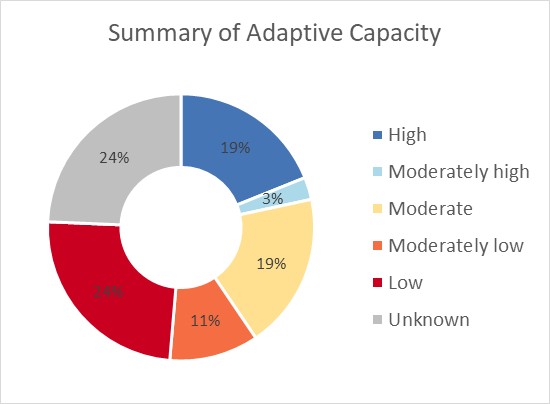 Summary of Adaptive Capacity
24%
19%
High
Moderately high
3%
Moderate
19%
Moderately low
24%
Low
11%
Unknown